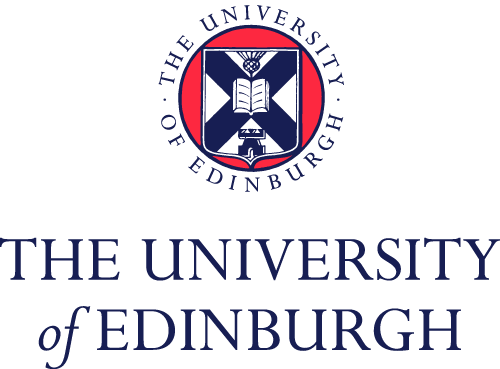 · THE UNIVERSITY ·
OF EDINBURGH
THE UNIVERSITY
of EDINBURGH